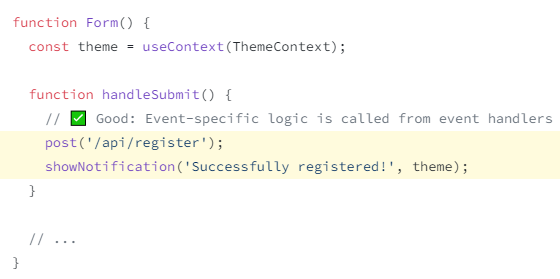 function Form() {
  const theme = useContext(ThemeContext);

  function handleSubmit() {
    // ✅ Good: Event-specific logic is called from event handlers
    post('/api/register');
    showNotification('Successfully registered!', theme);
  }

  // ...
}